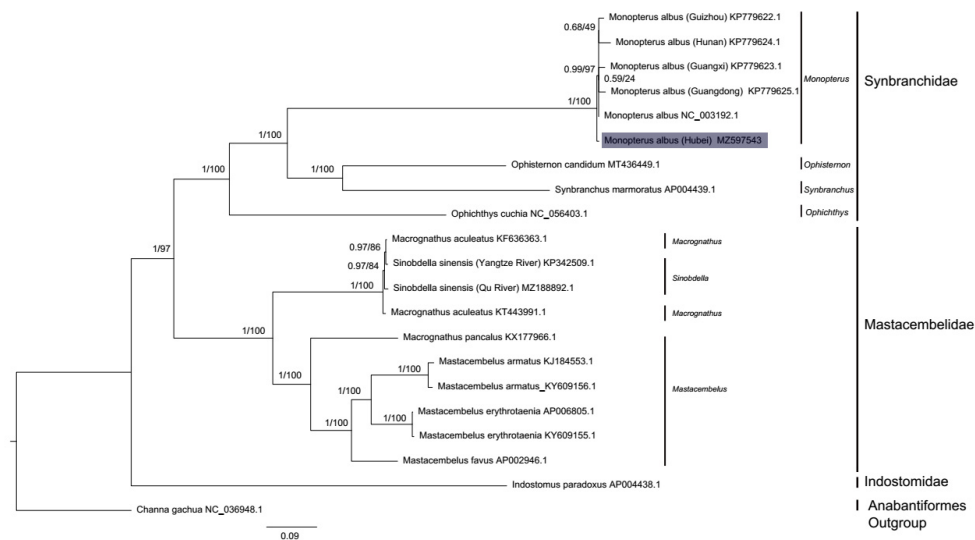 Monopterus albus (Guizhou) KP779622.1
0.68/49
Monopterus albus (Hunan) KP779624.1
Monopterus albus (Guangxi) KP779623.1
0.99/97
0.59/24
Monopterus
Synbranchidae
Monopterus albus (Guangdong) KP779625.1
1/100
Monopterus albus NC_003192.1
Monopterus albus (Hubei) MZ597543
1/100
Ophisternon candidum MT436449.1
Ophisternon
1/100
1/100
Synbranchus marmoratus AP004439.1
Synbranchus
Ophichthys cuchia NC_056403.1
Ophichthys
Macrognathus aculeatus KF636363.1
Macrognathus
0.97/86
1/97
Sinobdella sinensis (Yangtze River) KP342509.1
0.97/84
Sinobdella
1/100
Sinobdella sinensis (Qu River) MZ188892.1
Macrognathus aculeatus KT443991.1
Macrognathus
Mastacembelidae
1/100
Macrognathus pancalus KX177966.1
Mastacembelus armatus KJ184553.1
1/100
1/100
Mastacembelus armatus_KY609156.1
Mastacembelus
Mastacembelus erythrotaenia AP006805.1
1/100
1/100
Mastacembelus erythrotaenia KY609155.1
Mastacembelus favus AP002946.1
Indostomus paradoxus AP004438.1
Indostomidae
Channa gachua NC_036948.1
Anabantiformes
Outgroup
0.09